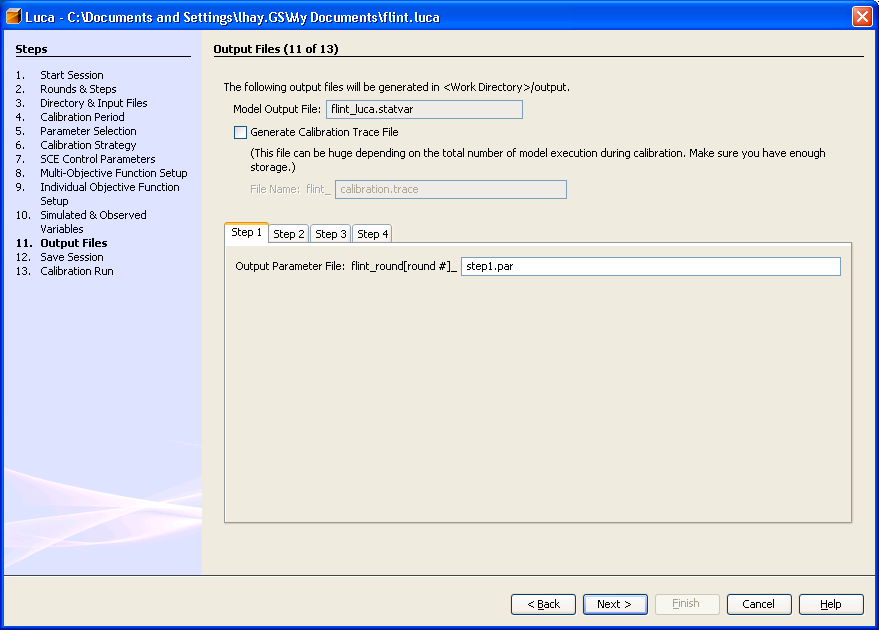 Luca - C:\Documents and Settings\lhay.GS\My Documents\flint.luca
Steps
1. Start Session
2. Rounds & Steps
3. Directory & Input Files
4. Calibration Period
5. Parameter Selection
6. Calibration Strategy
7. SCE Control Parameters
8. Multi-Objective Function Setup
9. Individual Objective Function
Setup
10. Simulated & Observed
Variables
11. Output Files
12. Save Session
13. Calibration Run
Output Files (11 of 13)
The following output files will be generated in <Work Directory>/output.
Model Output File: flint_luca.statvar
Generate Calibration Trace File
(This file can be huge depending on the total number of model execution during calibration. Make sure you have enough
storage.)
File Name: flint_ calibration.trace
Step 1 Step 2 Step 3 Step 4
Output Parameter File: flint_round[round #]_ step1.par
< Back Next > Finish Cancel Help